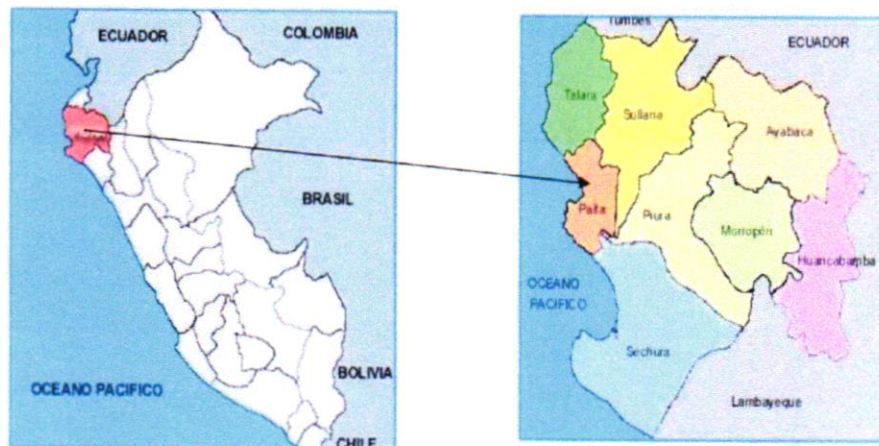 ECUADOR
COLOMBIA
BRASIL
BOLIVIA
OCEANO PACIFICO
CHILE
Tumbes
ECUADOR
Talara
Sullana
Ayabaca
Paita
Piura
Morropón
Huancabamba
OCEANO
PACIFICO
Sechura
Lambayeque